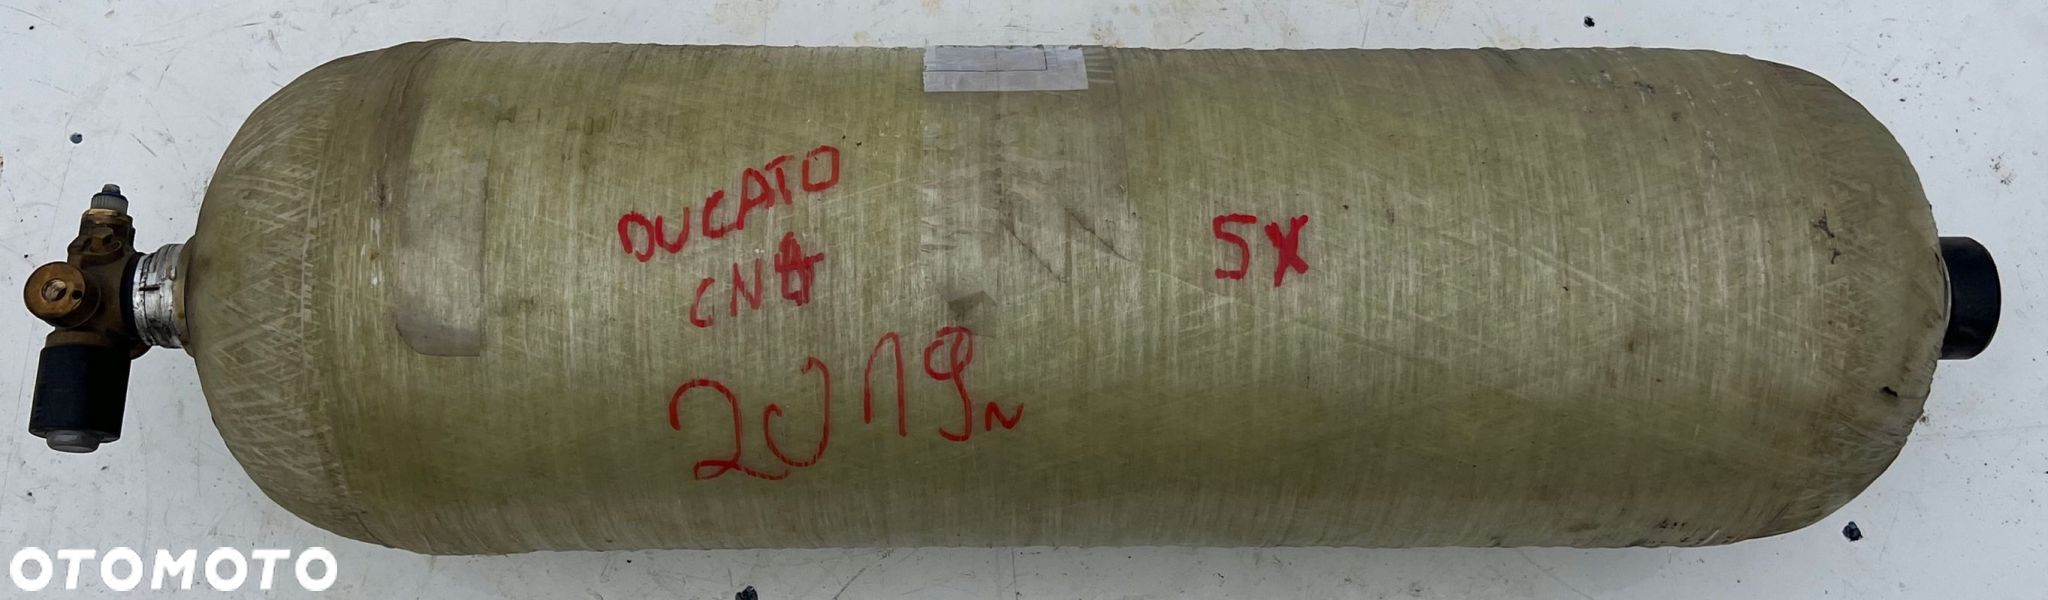 DUCATO
CNG
5X
2019r
OTOMOTO